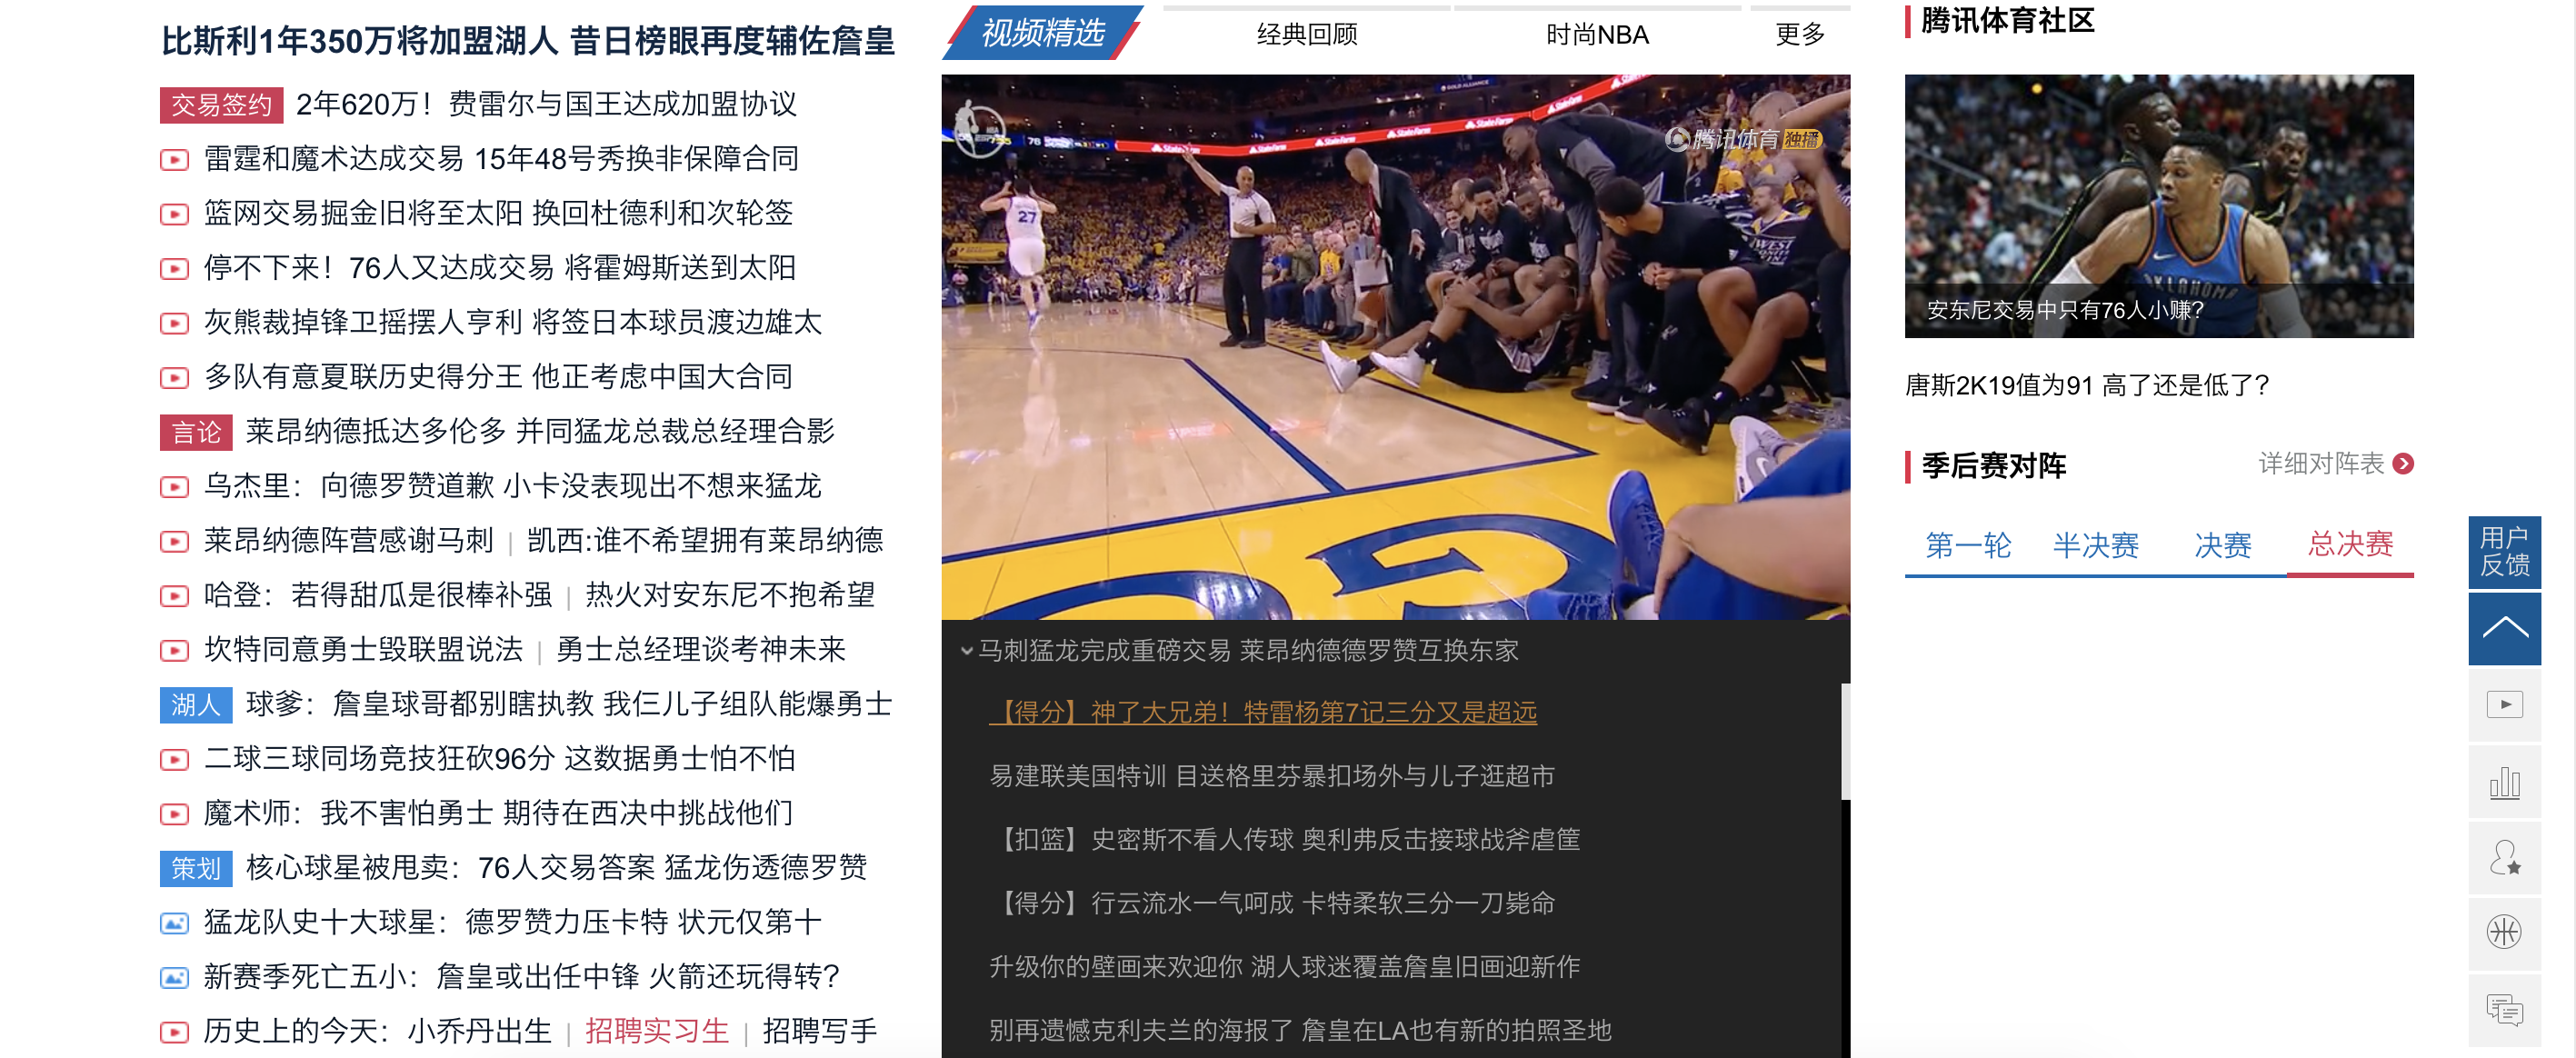 比斯利1年350万将加盟湖人 昔日榜眼再度辅佐詹皇
交易签约 2年620万！费雷尔与国王达成加盟协议
雷霆和魔术达成交易 15年48号秀换非保障合同
篮网交易掘金旧将至太阳 换回杜德利和次轮签
停不下来！76人又达成交易 将霍姆斯送到太阳
灰熊裁掉锋卫摇摆人亨利 将签日本球员渡边雄太
多队有意夏联历史得分王 他正考虑中国大合同
言论 莱昂纳德抵达多伦多 并同猛龙总裁总经理合影
乌杰里：向德罗赞道歉 小卡没表现出不想来猛龙
莱昂纳德阵营感谢马刺 | 凯西:谁不希望拥有莱昂纳德
哈登：若得甜瓜是很棒补强 | 热火对安东尼不抱希望
坎特同意勇士毁联盟说法 | 勇士总经理谈考神未来
湖人 球爹：詹皇球哥都别瞎执教 我仨儿子组队能爆勇士
二球三球同场竞技狂砍96分 这数据勇士怕不怕
魔术师：我不害怕勇士 期待在西决中挑战他们
策划 核心球星被甩卖：76人交易答案 猛龙伤透德罗赞
猛龙队史十大球星：德罗赞力压卡特 状元仅第十
新赛季死亡五小：詹皇或出任中锋 火箭还玩得转？
历史上的今天：小乔丹出生 | 招聘实习生 | 招聘写手
视频精选 经典回顾 时尚NBA 更多
腾讯体育 独播
StateFarm StateFarm StateFarm StateFarm StateFarm
27
76
WEST
马刺猛龙完成重磅交易 莱昂纳德德罗赞互换东家
【得分】神了大兄弟！特雷杨第7记三分又是超远
易建联美国特训 目送格里芬暴扣场外与儿子逛超市
【扣篮】史密斯不看人传球 奥利弗反击接球战斧虐筐
【得分】行云流水一气呵成 卡特柔软三分一刀毙命
升级你的壁画来欢迎你 湖人球迷覆盖詹皇旧画迎新作
别再遗憾克利夫兰的海报了 詹皇在LA也有新的拍照圣地
腾讯体育社区
OKLAHOMA
安东尼交易中只有76人小赚？
唐斯2K19值为91 高了还是低了？
季后赛对阵 详细对阵表
第一轮 半决赛 决赛 总决赛
用户
反馈